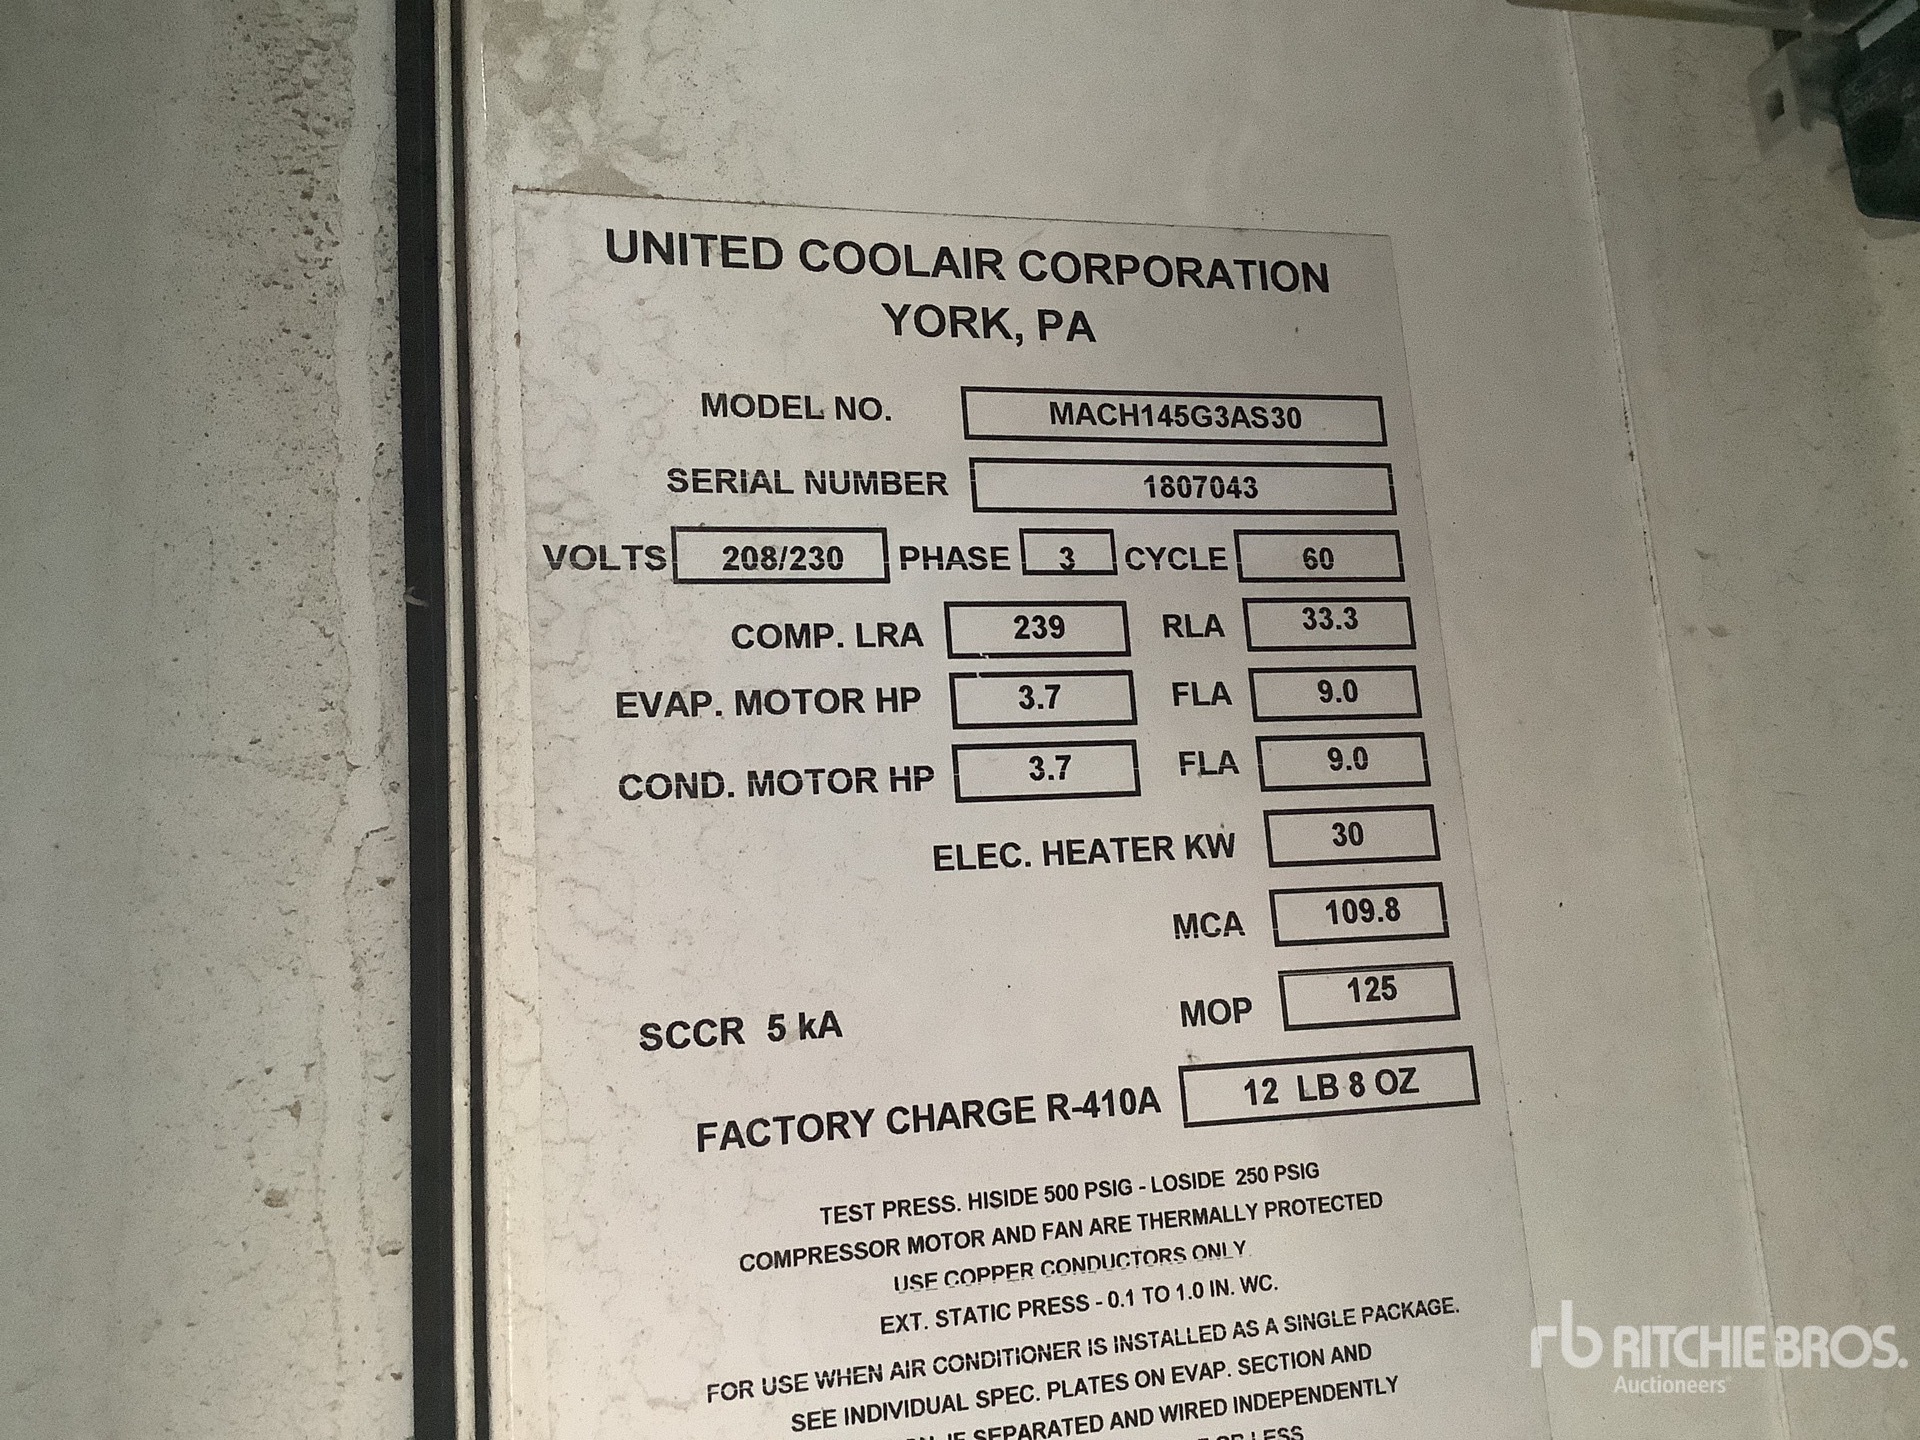 UNITED COOLAIR CORPORATION
YORK, PA
MODEL NO. MACH145G3AS30
SERIAL NUMBER 1807043
VOLTS 208/230 PHASE 3 CYCLE 60
COMP. LRA 239 RLA 33.3
EVAP. MOTOR HP 3.7 FLA 9.0
COND. MOTOR HP 3.7 FLA 9.0
ELEC. HEATER KW 30
MCA 109.8
SCCR 5 kA MOP 125
FACTORY CHARGE R-410A 12 LB 8 OZ
TEST PRESS. HISIDE 500 PSIG - LOSIDE 250 PSIG
COMPRESSOR MOTOR AND FAN ARE THERMALLY PROTECTED
USE COPPER CONDUCTORS ONLY
EXT. STATIC PRESS - 0.1 TO 1.0 IN. WC.
FOR USE WHEN AIR CONDITIONER IS INSTALLED AS A SINGLE PACKAGE.
SEE INDIVIDUAL SPEC. PLATES ON EVAP. SECTION AND
IF SEPARATED AND WIRED INDEPENDENTLY
OR LESS
rb RITCHIE BROS.
Auctioneers